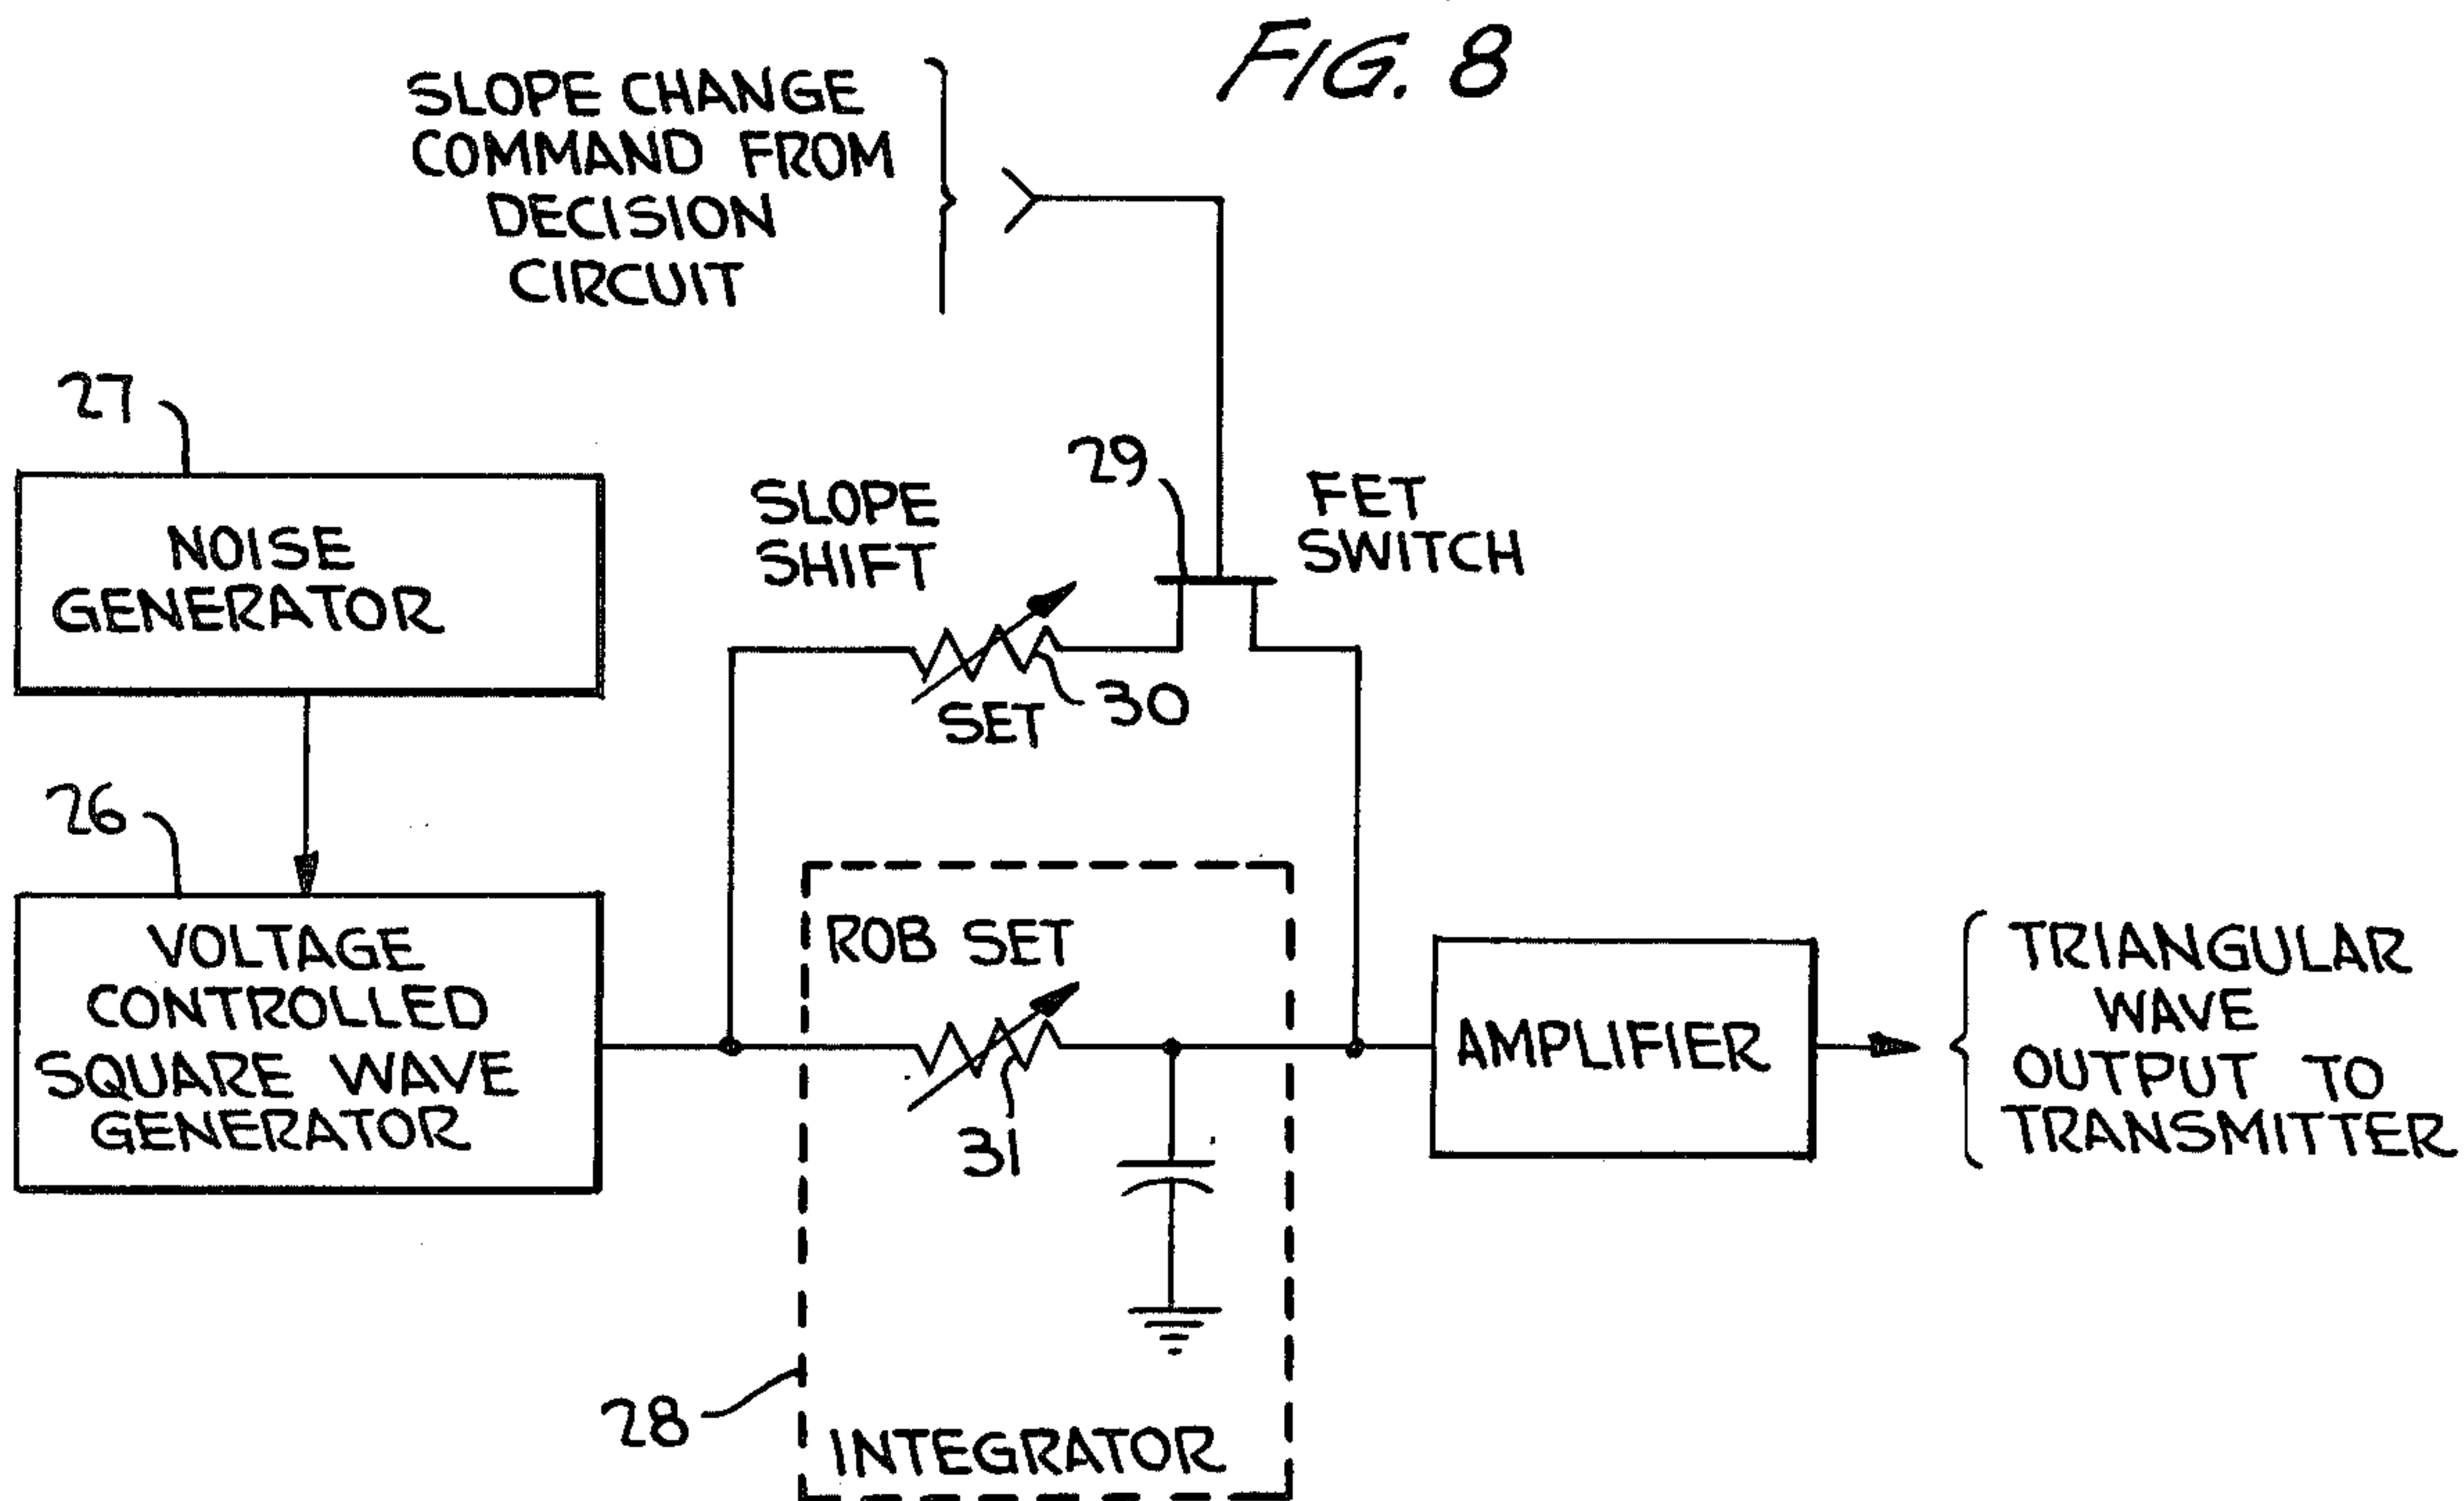 FIG. 8
SLOPE CHANGE
COMMAND FROM
DECISION
CIRCUIT
27
NOISE
GENERATOR
SLOPE
SHIFT
29
FET
SWITCH
SET
30
26
VOLTAGE
CONTROLLED
SQUARE WAVE
GENERATOR
ROB SET
31
AMPLIFIER
TRIANGULAR
WAVE
OUTPUT TO
TRANSMITTER
28
INTEGRATOR